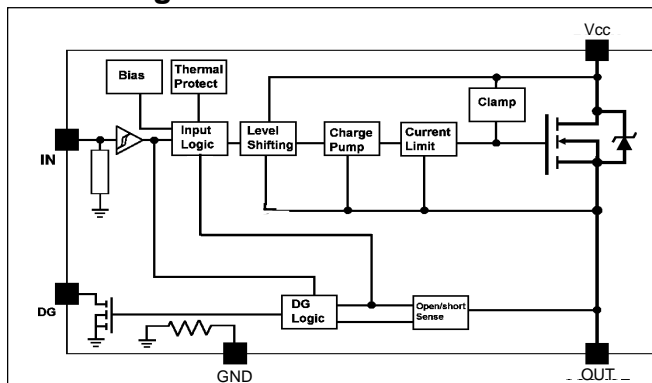 Vcc
Bias
Thermal
Protect
Clamp
Input
Logic
Level
Shifting
Charge
Pump
Current
Limit
IN
DG
DG
Logic
Open/short
Sense
GND
OUT